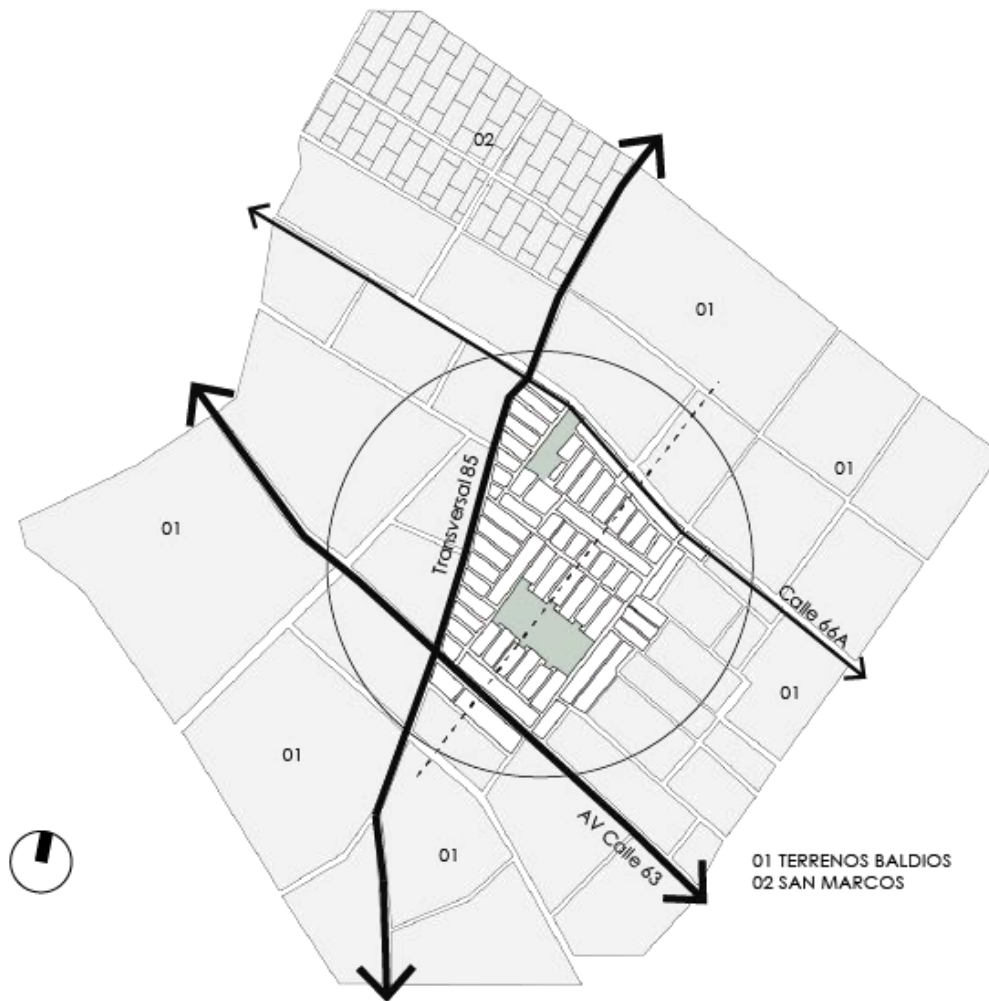 02
01
01
Transversal 85
01
Calle 66A
01
01
AV Calle 63
01
01 TERRENOS BALDIOS
02 SAN MARCOS